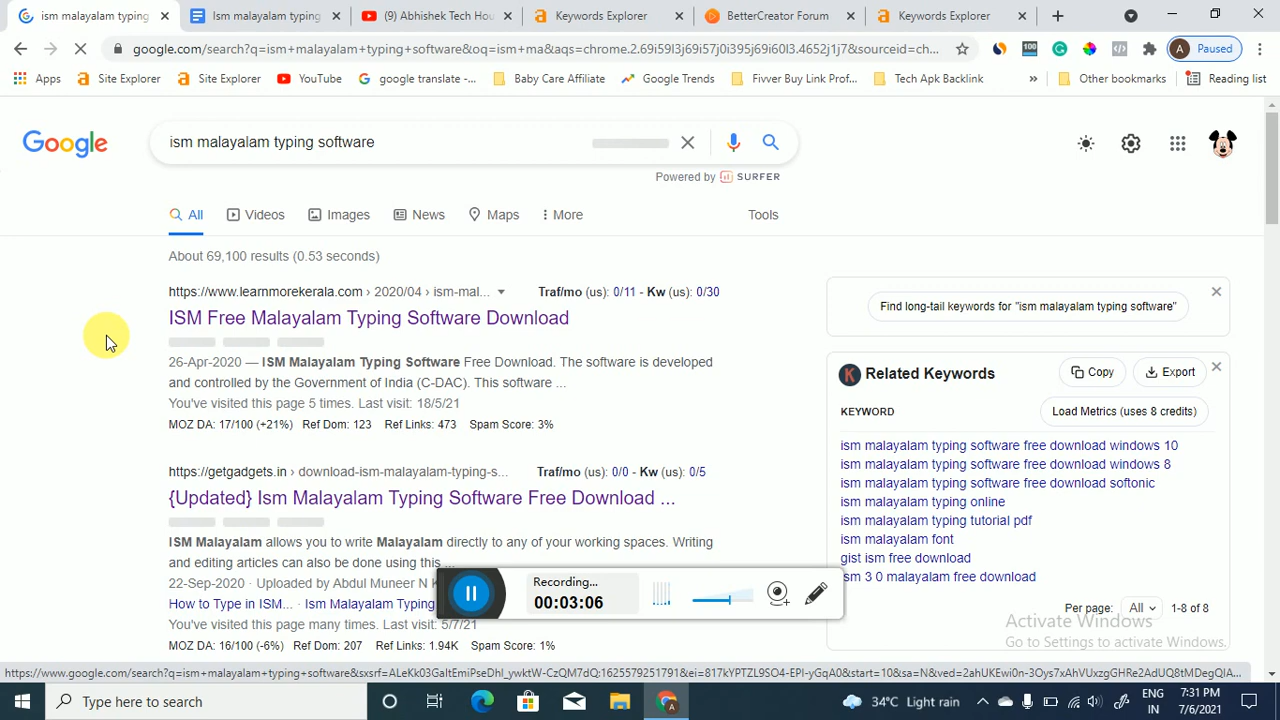 ism malayalam typing
Ism malayalam typing
(9) Abhishek Tech Hou
Keywords Explorer
BetterCreator Forum
Keywords Explorer
google.com/search?q=ism+malayalam+typing+software&oq=ism+ma&aqs=chrome.2.69i59l3j69i57j0i395j69i60l3.4652j1j7&sourceid=ch...
100
A Paused
Apps
Site Explorer
Site Explorer
YouTube
google translate -...
Baby Care Affiliate
Google Trends
Fivver Buy Link Prof...
Tech Apk Backlink
»
Other bookmarks
Reading list
Google
ism malayalam typing software
Powered by SURFER
All
Videos
Images
News
Maps
More
Tools
About 69,100 results (0.53 seconds)
https://www.learnmorekerala.com › 2020/04 › ism-mal... Traf/mo (us): 0/11 - Kw (us): 0/30
ISM Free Malayalam Typing Software Download
26-Apr-2020 — ISM Malayalam Typing Software Free Download. The software is developed
and controlled by the Government of India (C-DAC). This software ...
You've visited this page 5 times. Last visit: 18/5/21
MOZ DA: 17/100 (+21%) Ref Dom: 123 Ref Links: 473 Spam Score: 3%
https://getgadgets.in › download-ism-malayalam-typing-s... Traf/mo (us): 0/0 - Kw (us): 0/5
{Updated} Ism Malayalam Typing Software Free Download ...
ISM Malayalam allows you to write Malayalam directly to any of your working spaces. Writing
and editing articles can also be done using this...
22-Sep-2020 · Uploaded by Abdul Muneer N K
How to Type in ISM... · Ism Malayalam Typing
You've visited this page many times. Last visit: 5/7/21
MOZ DA: 16/100 (-6%) Ref Dom: 207 Ref Links: 1.94K Spam Score: 1%
Find long-tail keywords for "ism malayalam typing software"
K Related Keywords
Copy
Export
KEYWORD
Load Metrics (uses 8 credits)
ism malayalam typing software free download windows 10
ism malayalam typing software free download windows 8
ism malayalam typing software free download softonic
ism malayalam typing online
ism malayalam typing tutorial pdf
ism malayalam font
gist ism free download
ism 3 0 malayalam free download
Per page: All 1-8 of 8
Activate Windows
Go to Settings to activate Windows.
Recording...
00:03:06
https://www.google.com/search?q=ism+malayalam+typing+software&sxsrf=ALeKk03GaItEmiPseDhl_ywktW-CzQM7dQ:1625579251791&ei=817kYPTZL9SO4-EPI-yGqA0&start=10&sa=N&ved=2ahUKEwi0n-3Oys7xAhVUxzgGHRe2AdUQ8tMDegQ...
Type here to search
34°C Light rain
ENG
IN
7:31 PM
7/6/2021